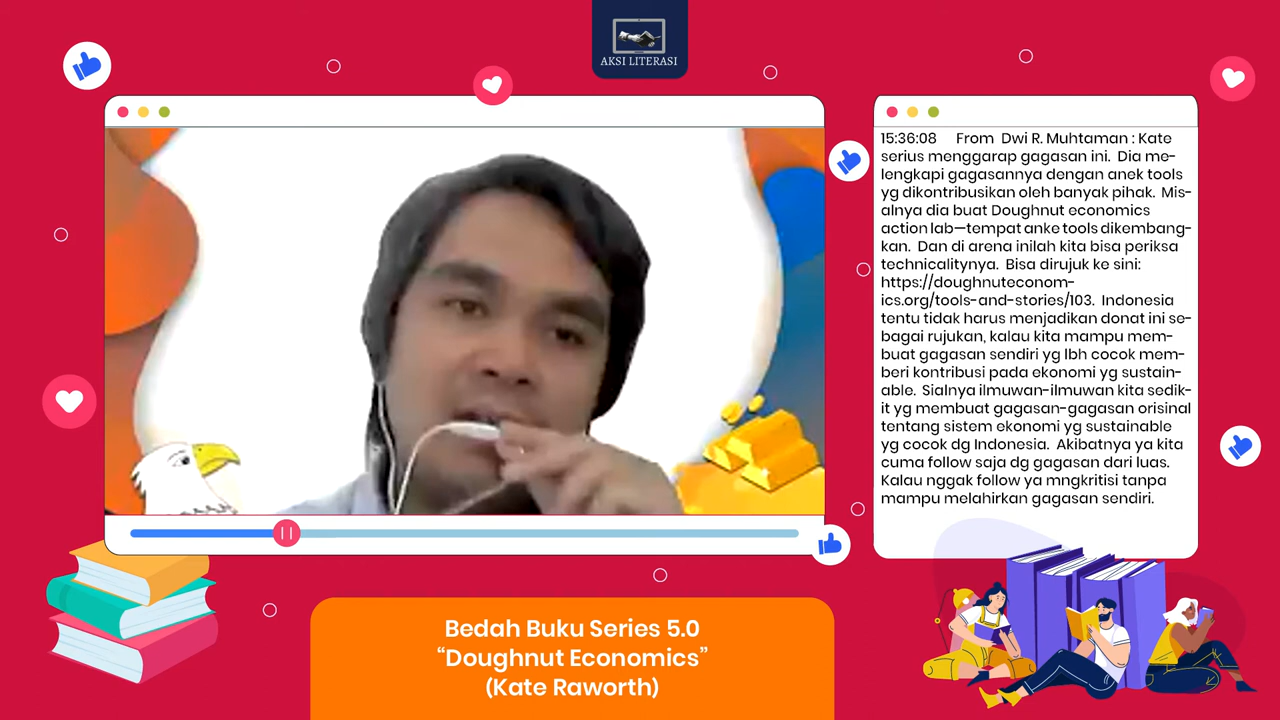 AKSI LITERASI
15:36:08 From Dwi R. Muhtaman : Kate
serius menggarap gagasan ini. Dia me-
lengkapi gagasannya dengan anek tools
yg dikontribusikan oleh banyak pihak. Mis-
alnya dia buat Doughnut economics
action lab—tempat anke tools dikembang-
kan. Dan di arena inilah kita bisa periksa
technicalitynya. Bisa dirujuk ke sini:
https://doughnuteconom-
ics.org/tools-and-stories/103. Indonesia
tentu tidak harus menjadikan donat ini se-
bagai rujukan, kalau kita mampu mem-
buat gagasan sendiri yg lbh cocok mem-
beri kontribusi pada ekonomi yg sustain-
able. Sialnya ilmuwan-ilmuwan kita sedik-
it yg membuat gagasan-gagasan orisinal
tentang sistem ekonomi yg sustainable
yg cocok dg Indonesia. Akibatnya ya kita
cuma follow saja dg gagasan dari luas.
Kalau nggak follow ya mngkritisi tanpa
mampu melahirkan gagasan sendiri.
Bedah Buku Series 5.0
“Doughnut Economics”
(Kate Raworth)